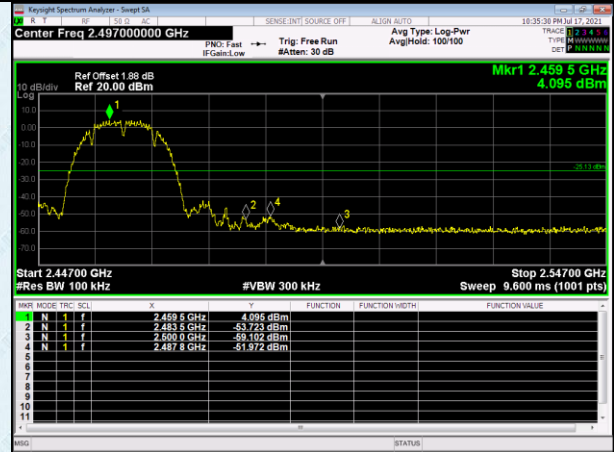 Keysight Spectrum Analyzer - Swept SA
R T RF 50 Ω AC SENSE:INT SOURCE OFF ALIGN AUTO 10:35:30 PM Jul 17, 2021
Center Freq 2.497000000 GHz
PNO: Fast
IFGain:Low
Trig: Free Run
#Atten: 30 dB
Avg Type: Log-Pwr
Avg|Hold: 100/100
TRACE 1 2 3 4 5 6
TYPE M W W W W W
DET P N N N N N
Ref Offset 1.88 dB
Ref 20.00 dBm
10 dB/div
Log
Mkr1 2.459 5 GHz
4.095 dBm
10.0
0.00
-10.0
-20.0
-30.0
-40.0
-50.0
-60.0
-70.0
1
2
4
3
-25.13 dBm
Start 2.44700 GHz Stop 2.54700 GHz
#Res BW 100 kHz #VBW 300 kHz Sweep 9.600 ms (1001 pts)
MKR MODE TRC SCL X Y FUNCTION FUNCTION WIDTH FUNCTION VALUE
1 N 1 f 2.459 5 GHz 4.095 dBm
2 N 1 f 2.483 5 GHz -53.723 dBm
3 N 1 f 2.500 0 GHz -59.102 dBm
4 N 1 f 2.487 8 GHz -51.972 dBm
5
6
7
8
9
10
11
MSG STATUS